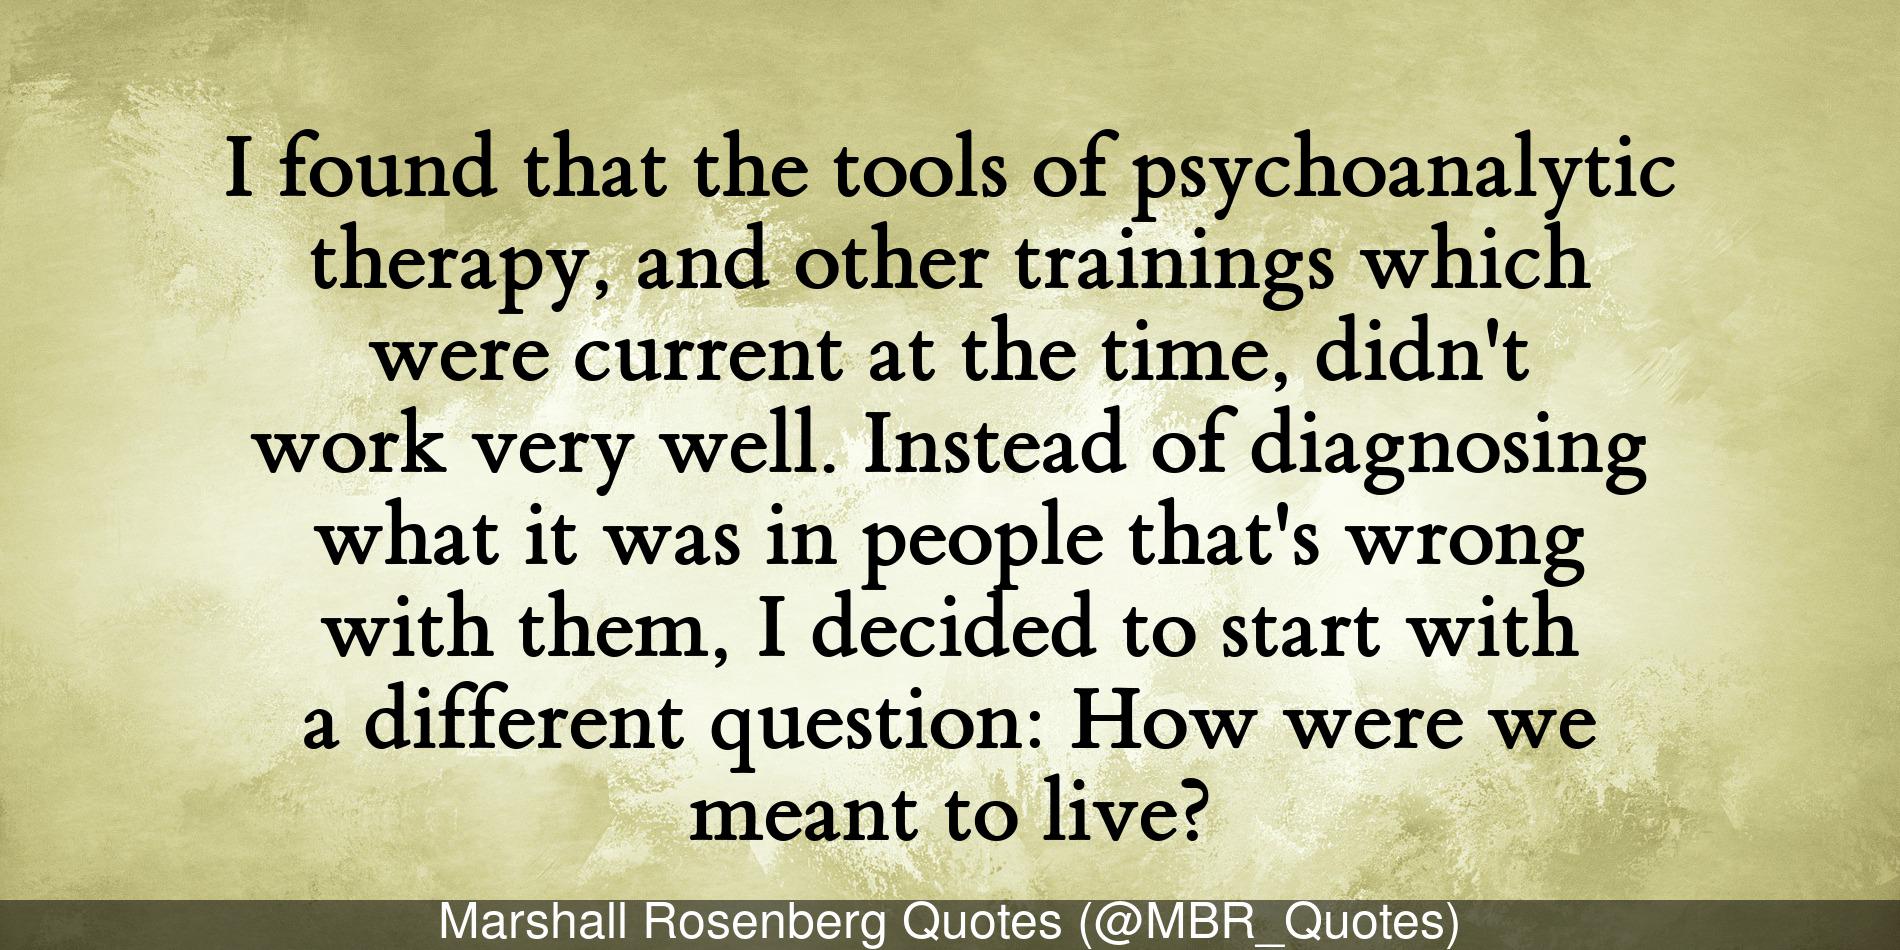 I found that the tools of psychoanalytic
therapy, and other trainings which
were current at the time, didn't
work very well. Instead of diagnosing
what it was in people that's wrong
with them, I decided to start with
a different question: How were we
meant to live?
Marshall Rosenberg Quotes (@MBR_Quotes)